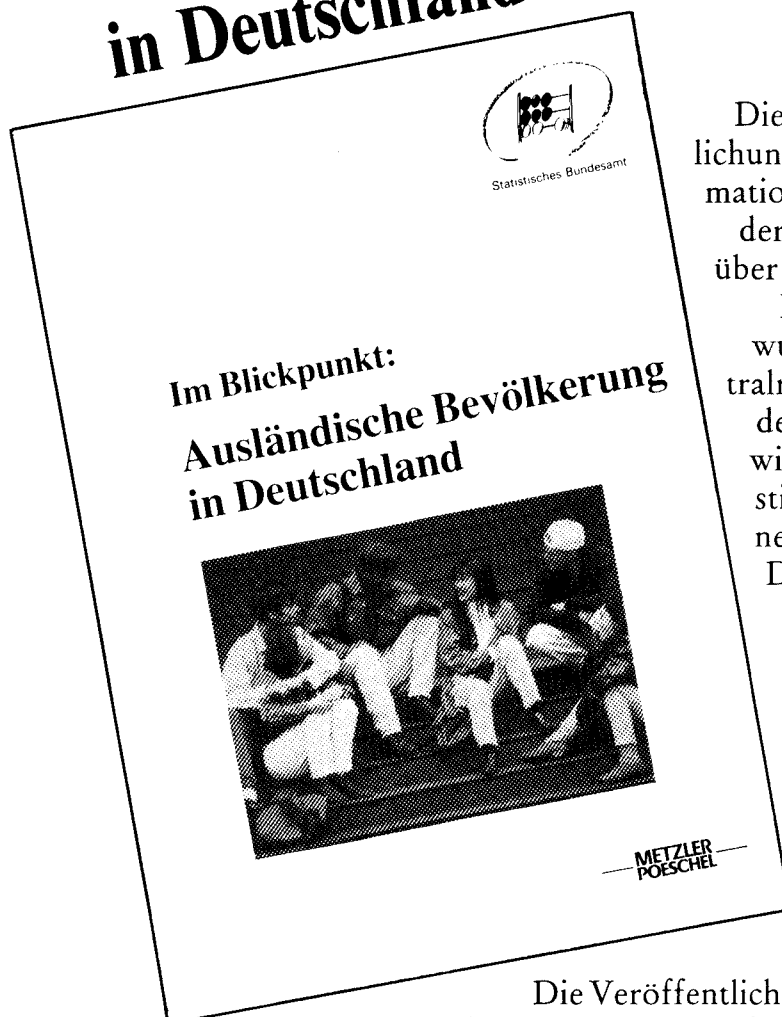 in Deutschland
Statistisches Bundesamt
Im Blickpunkt:
Ausländische Bevölkerung
in Deutschland
METZLER
POESCHEL
Die
lichun
matio
der
über
wu
tralr
de
wi
sti
ne
D
Die Veröffentlich